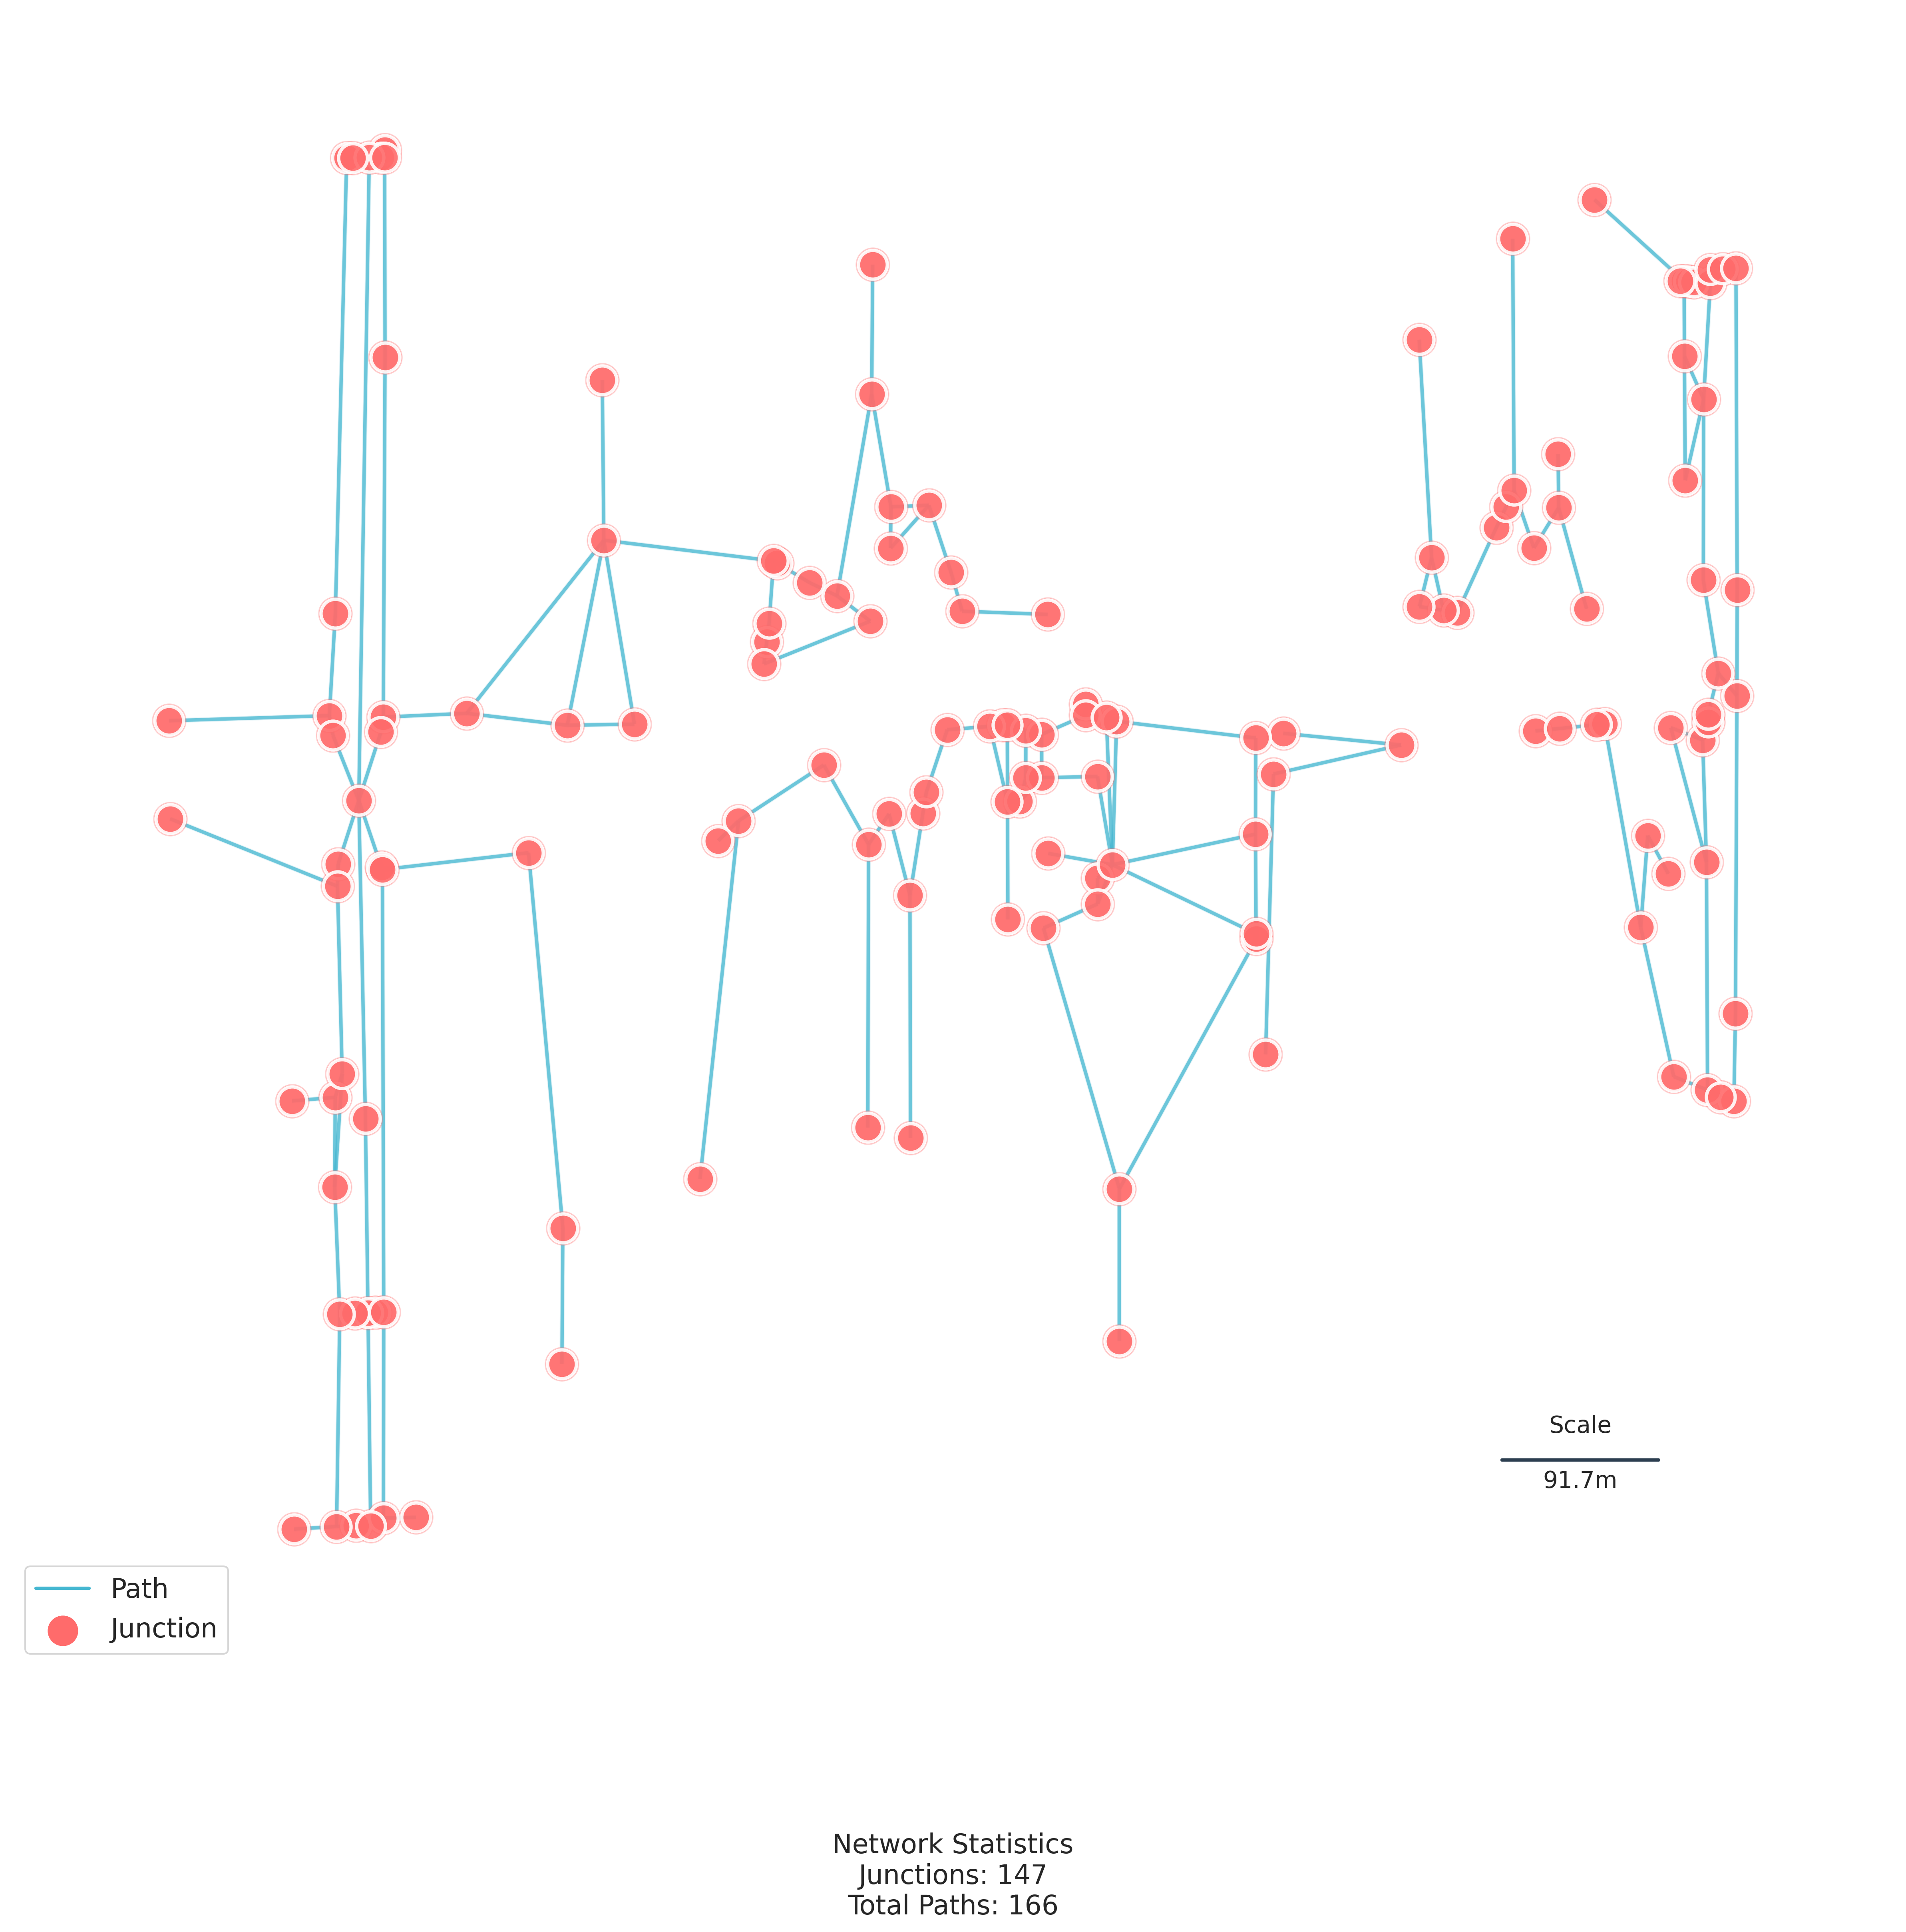 Scale
91.7m
Path
Junction
Network Statistics
Junctions: 147
Total Paths: 166